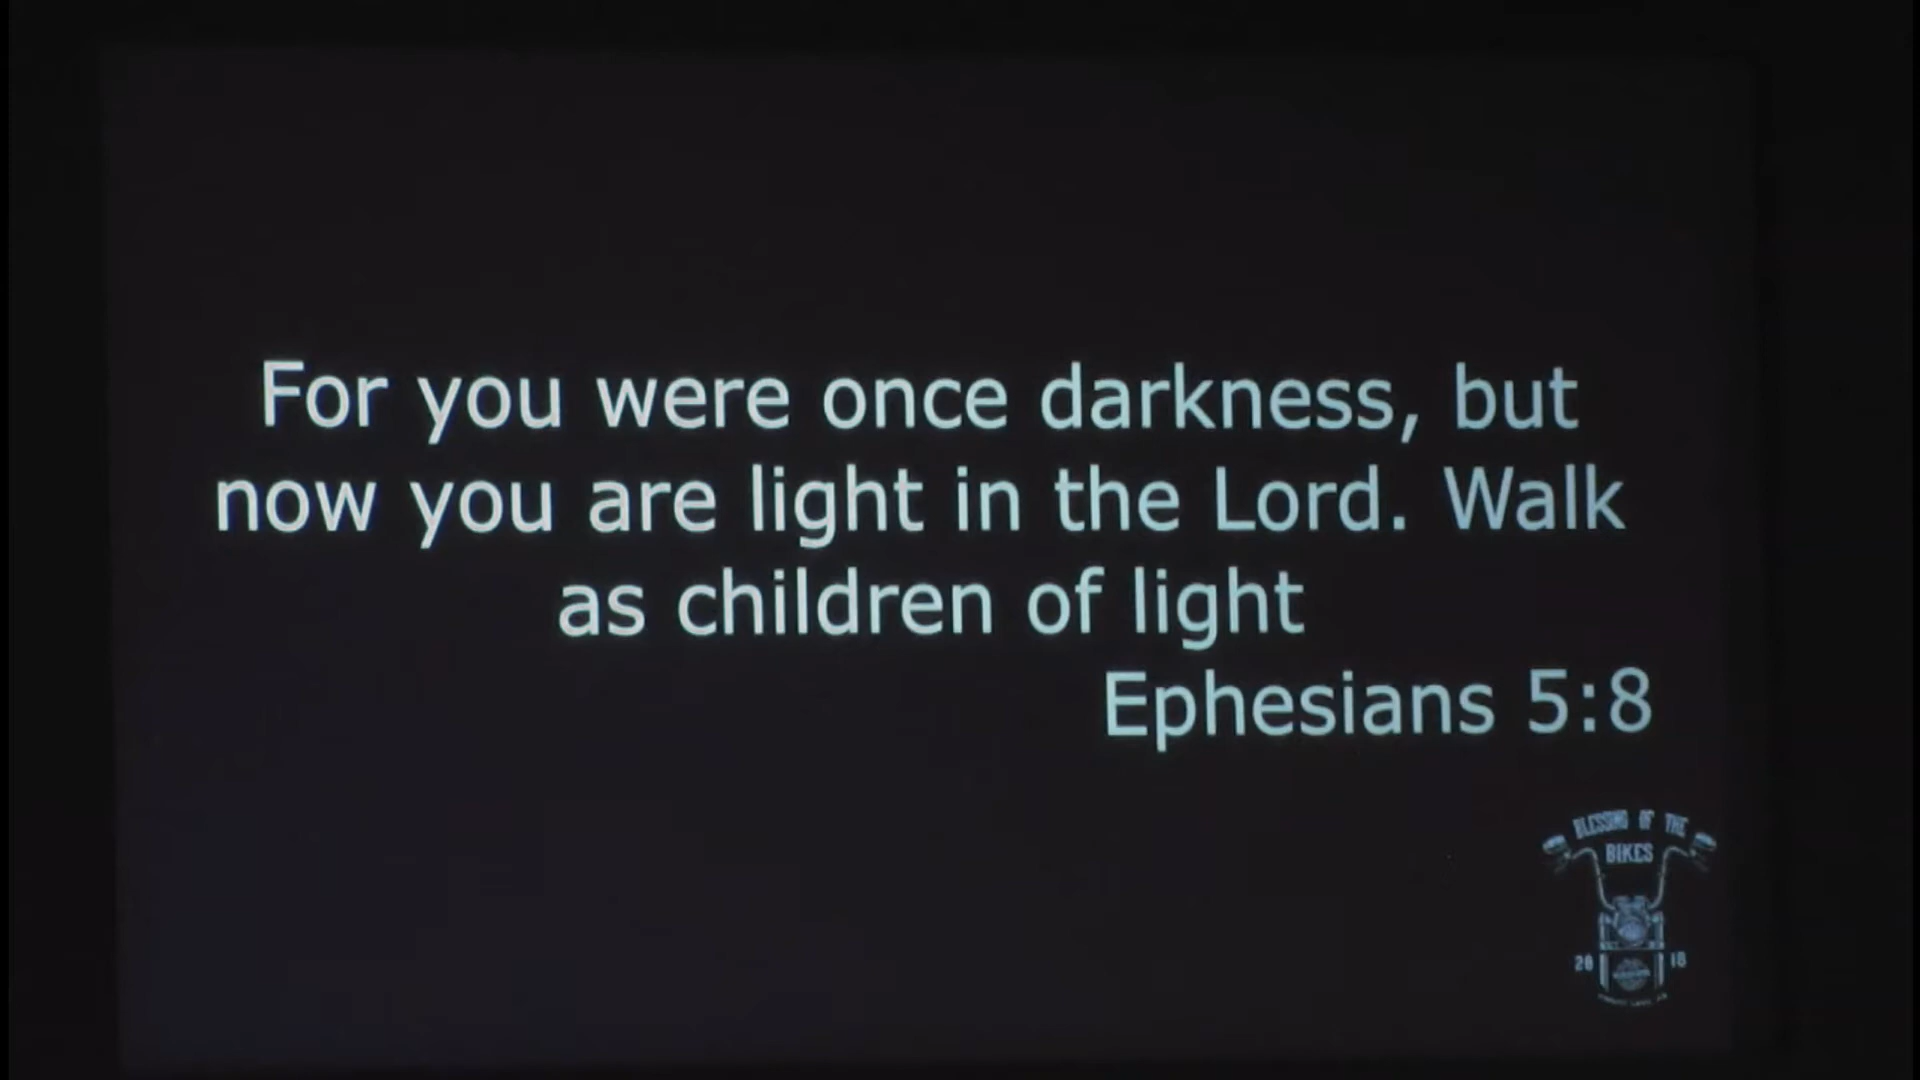 For you were once darkness, but
now you are light in the Lord. Walk
as children of light
Ephesians 5:8
BLESSING OF THE
BIKES
20 18